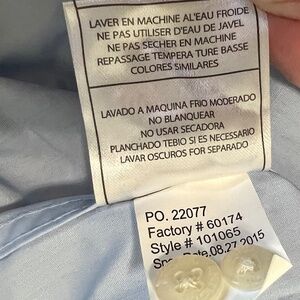 LAVER EN MACHINE AL'EAU FROIDE
NE PAS UTILISER D'EAU DE JAVEL
NE PAS SECHER EN MACHINE
REPASSAGE TEMPERA TURE BASSE
COLORES SIMILARES
LAVADO A MAQUINA FRIO MODERADO
NO BLANQUEAR
NO USAR SECADORA
PLANCHADO TEBIO SI ES NECESSARIO
LAVAR OSCUROS FOR SEPARADO
PO. 22077
Factory # 60174
Style # 101065
Date,08.27.2015